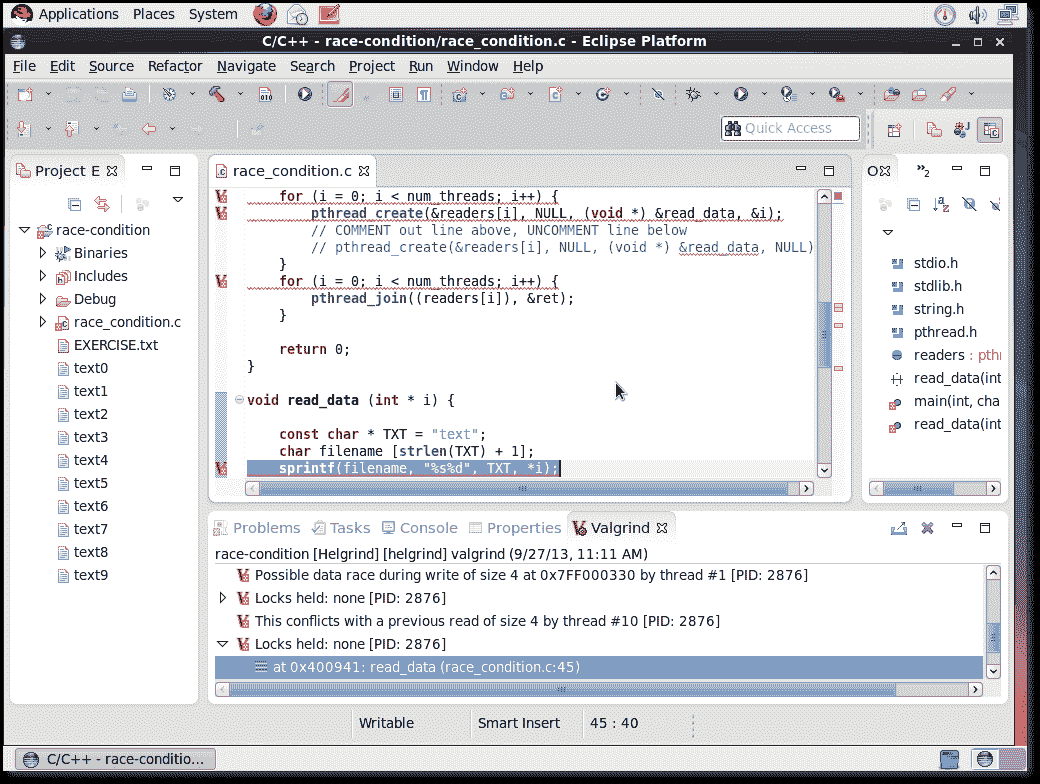 Applications Places System
C/C++ - race-condition/race_condition.c - Eclipse Platform
File Edit Source Refactor Navigate Search Project Run Window Help
010
Quick Access
Project E
race_condition.c
O
»2
race-condition
Binaries
Includes
Debug
race_condition.c
EXERCISE.txt
text0
text1
text2
text3
text4
text5
text6
text7
text8
text9
for (i = 0; i < num_threads; i++) {
pthread_create(&readers[i], NULL, (void *) &read_data, &i);
// COMMENT out line above, UNCOMMENT line below
// pthread_create(&readers[i], NULL, (void *) &read_data, NULL)
}
for (i = 0; i < num_threads; i++) {
pthread_join((readers[i]), &ret);
}
return 0;
}
void read_data (int * i) {
const char * TXT = "text";
char filename [strlen(TXT) + 1];
sprintf(filename, "%s%d", TXT, *i);
stdio.h
stdlib.h
string.h
pthread.h
readers : pth
read_data(int
main(int, cha
read_data(int
Problems Tasks Console Properties Valgrind
race-condition [Helgrind] [helgrind] valgrind (9/27/13, 11:11 AM)
Possible data race during write of size 4 at 0x7FF000330 by thread #1 [PID: 2876]
Locks held: none [PID: 2876]
This conflicts with a previous read of size 4 by thread #10 [PID: 2876]
Locks held: none [PID: 2876]
at 0x400941: read_data (race_condition.c:45)
Writable Smart Insert 45 : 40
C/C++ - race-conditio...